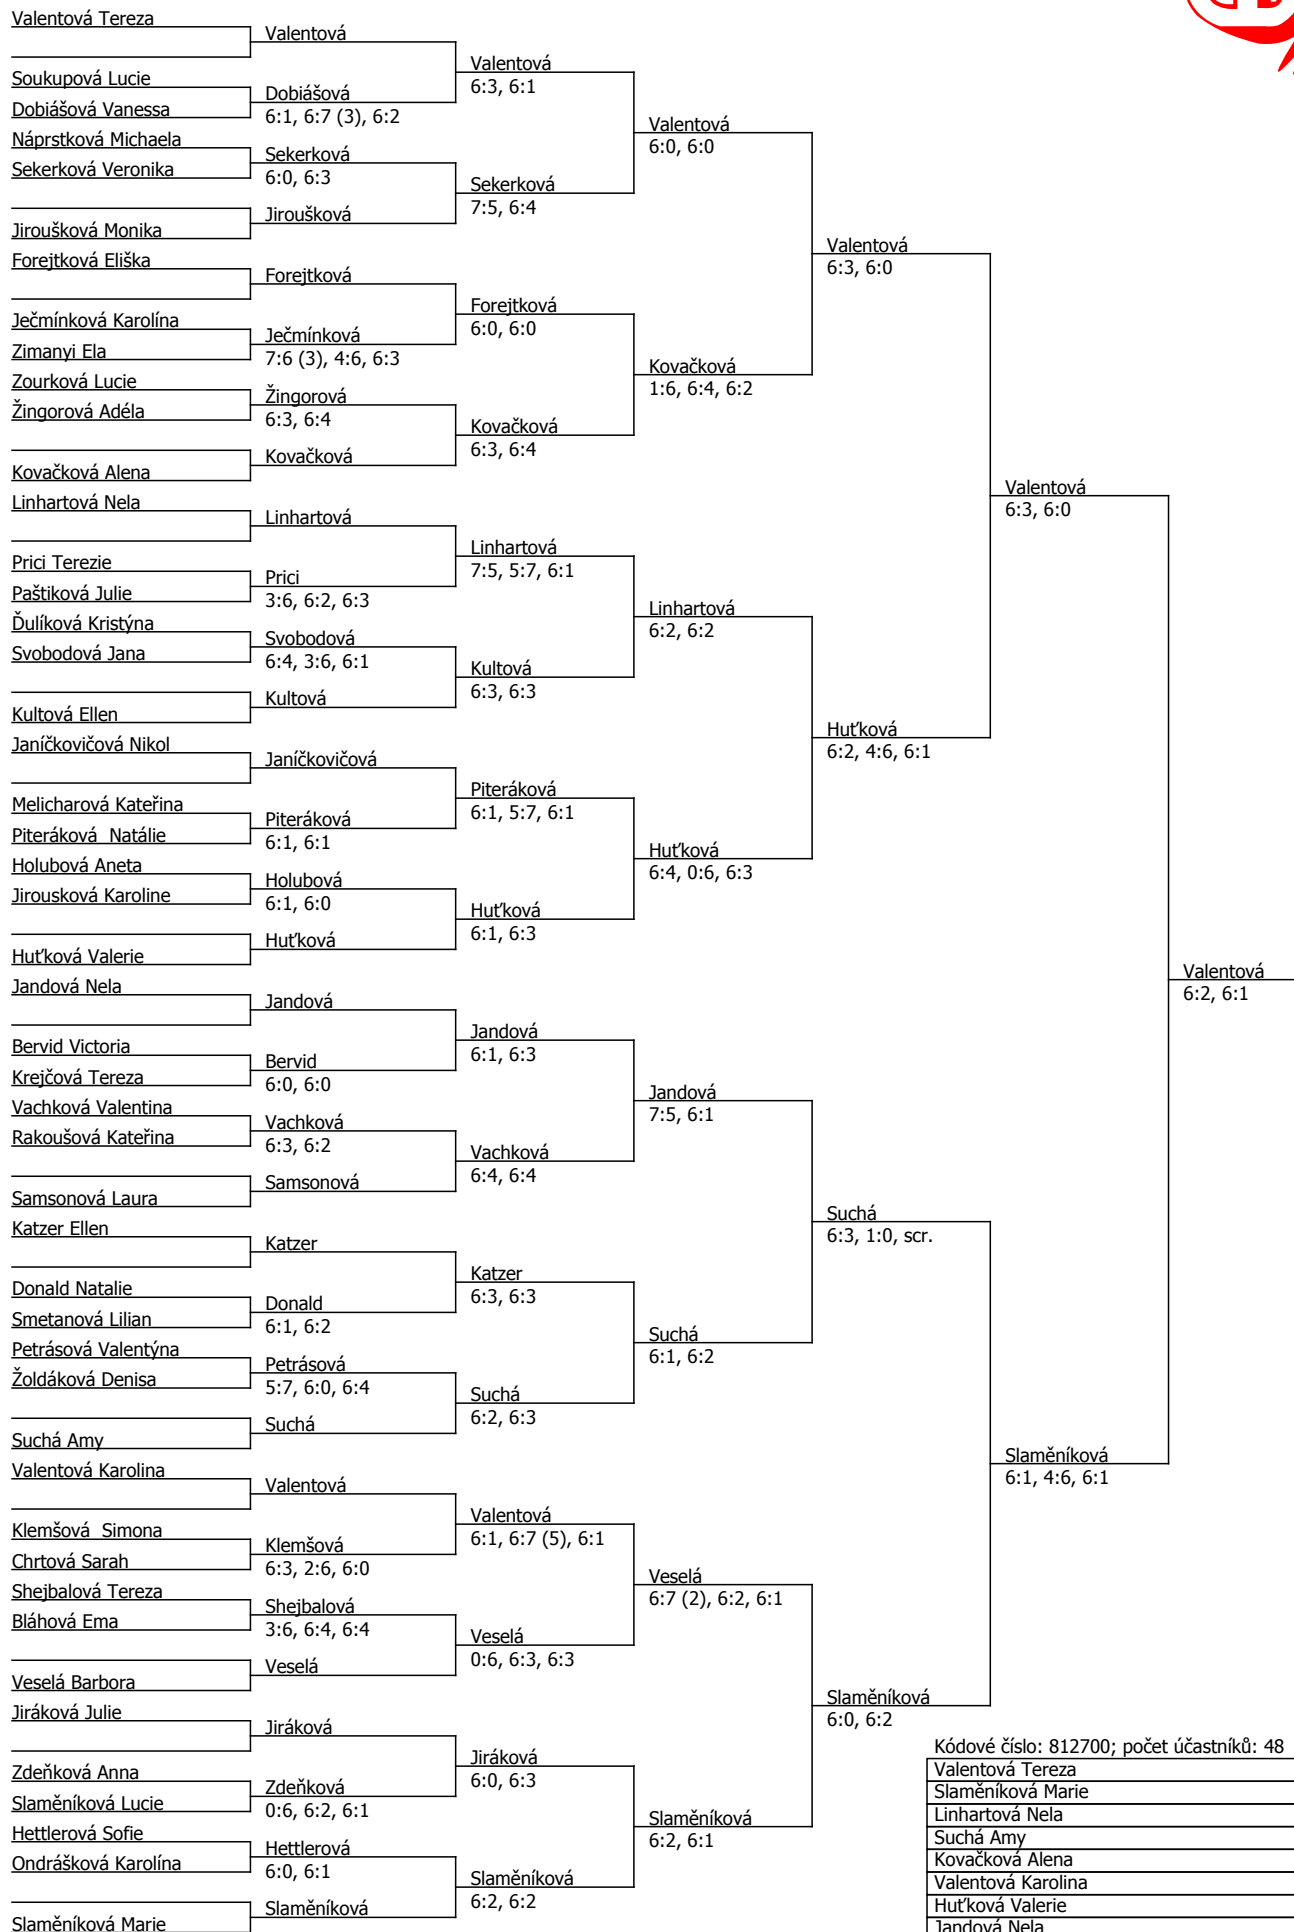 Valentová Tereza
Soukupová Lucie
Dobiášová Vanessa
Náprstková Michaela
Sekerková Veronika
Jiroušková Monika
Forejtková Eliška
Ječmínková Karolína
Zimanyi Ela
Zourková Lucie
Žingorová Adéla
Kovačková Alena
Linhartová Nela
Prici Terezie
Paštiková Julie
Ďulíková Kristýna
Svobodová Jana
Kultová Ellen
Janíčkovičová Nikol
Melicharová Kateřina
Piteráková  Natálie
Holubová Aneta
Jirousková Karoline
Huťková Valerie
Jandová Nela
Bervid Victoria
Krejčová Tereza
Vachková Valentina
Rakoušová Kateřina
Samsonová Laura
Katzer Ellen
Donald Natalie
Smetanová Lilian
Petrásová Valentýna
Žoldáková Denisa
Suchá Amy
Valentová Karolina
Klemšová  Simona
Chrtová Sarah
Shejbalová Tereza
Bláhová Ema
Veselá Barbora
Jiráková Julie
Zdeňková Anna
Slaměníková Lucie
Hettlerová Sofie
Ondrášková Karolína
Slaměníková Marie
Valentová
Dobiášová
6:1, 6:7 (3), 6:2
Sekerková
6:0, 6:3
Jiroušková
Forejtková
Ječmínková
7:6 (3), 4:6, 6:3
Žingorová
6:3, 6:4
Kovačková
Linhartová
Prici
3:6, 6:2, 6:3
Svobodová
6:4, 3:6, 6:1
Kultová
Janíčkovičová
Piteráková
6:1, 6:1
Holubová
6:1, 6:0
Huťková
Jandová
Bervid
6:0, 6:0
Vachková
6:3, 6:2
Samsonová
Katzer
Donald
6:1, 6:2
Petrásová
5:7, 6:0, 6:4
Suchá
Valentová
Klemšová
6:3, 2:6, 6:0
Shejbalová
3:6, 6:4, 6:4
Veselá
Jiráková
Zdeňková
0:6, 6:2, 6:1
Hettlerová
6:0, 6:1
Slaměníková
Valentová
6:3, 6:1
Sekerková
7:5, 6:4
Forejtková
6:0, 6:0
Kovačková
6:3, 6:4
Linhartová
7:5, 5:7, 6:1
Kultová
6:3, 6:3
Piteráková
6:1, 5:7, 6:1
Huťková
6:1, 6:3
Jandová
6:1, 6:3
Vachková
6:4, 6:4
Katzer
6:3, 6:3
Suchá
6:2, 6:3
Valentová
6:1, 6:7 (5), 6:1
Veselá
0:6, 6:3, 6:3
Jiráková
6:0, 6:3
Slaměníková
6:2, 6:2
Valentová
6:0, 6:0
Kovačková
1:6, 6:4, 6:2
Linhartová
6:2, 6:2
Huťková
6:4, 0:6, 6:3
Jandová
7:5, 6:1
Suchá
6:1, 6:2
Veselá
6:7 (2), 6:2, 6:1
Slaměníková
6:2, 6:1
Valentová
6:3, 6:0
Huťková
6:2, 4:6, 6:1
Suchá
6:3, 1:0, scr.
Slaměníková
6:0, 6:2
Valentová
6:3, 6:0
Slaměníková
6:1, 4:6, 6:1
Valentová
6:2, 6:1
Kódové číslo: 812700; počet účastníků: 48
Valentová Tereza
Slaměníková Marie
Linhartová Nela
Suchá Amy
Kovačková Alena
Valentová Karolina
Huťková Valerie
Jandová Nela